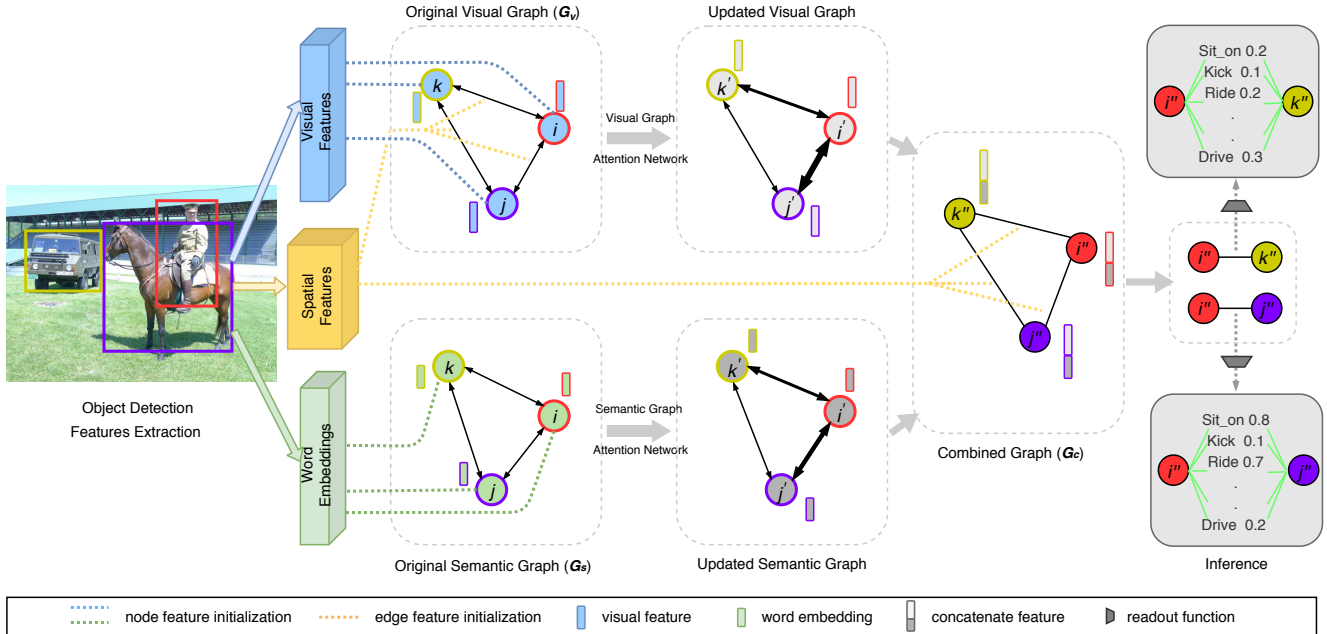 Original Visual Graph (Gv)
Updated Visual Graph
Visual
Features
k
i
j
Visual Graph
Attention Network
k'
i'
j'
Sit_on 0.2
Kick 0.1
Ride 0.2
.
.
Drive 0.3
i"
k"
Spatial
Features
k"
i"
j"
i"
k"
i"
j"
Object Detection
Features Extraction
Word
Embeddings
k
i
j
Semantic Graph
Attention Network
k'
i'
j'
Combined Graph (Gc)
Sit_on 0.8
Kick 0.1
Ride 0.7
.
.
Drive 0.2
i"
j"
Original Semantic Graph (Gs)
Updated Semantic Graph
Inference
node feature initialization
edge feature initialization
visual feature
word embedding
concatenate feature
readout function